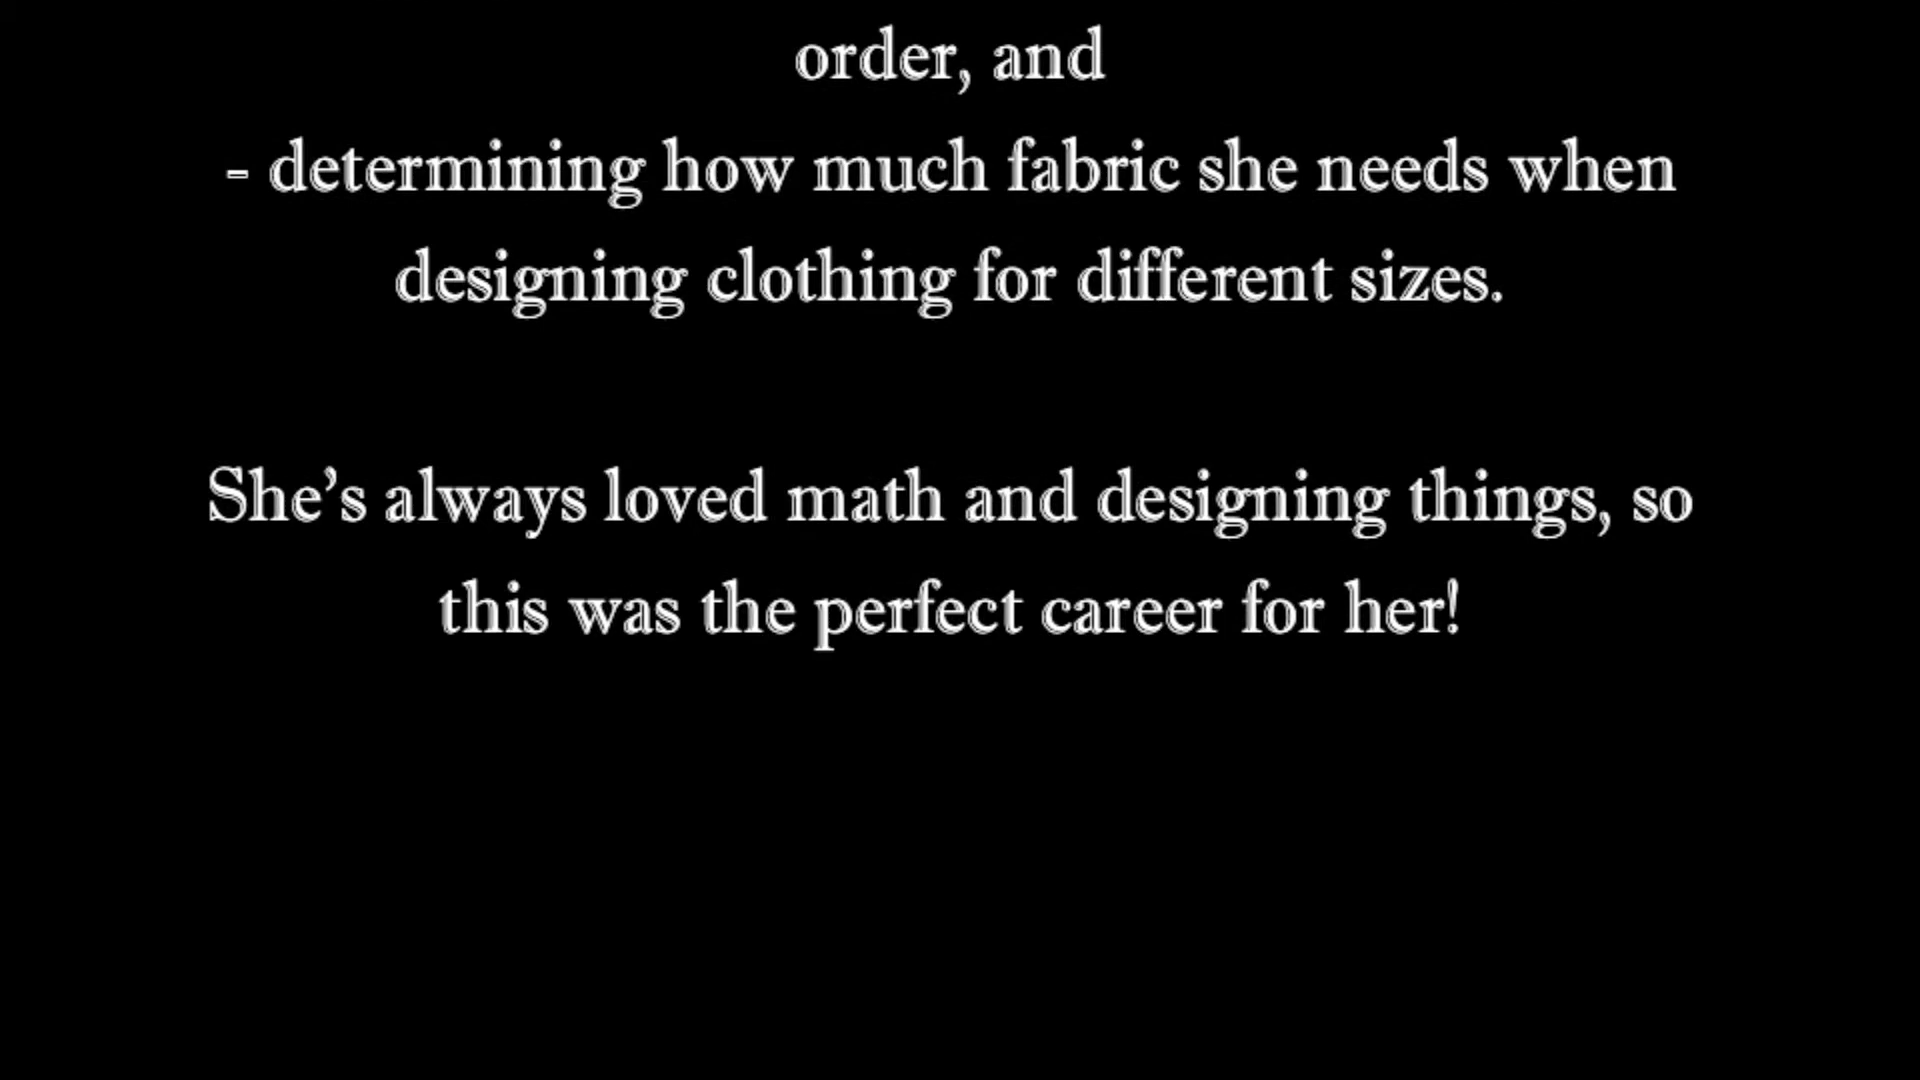 order, and
- determining how much fabric she needs when
designing clothing for different sizes.
She’s always loved math and designing things, so
this was the perfect career for her!